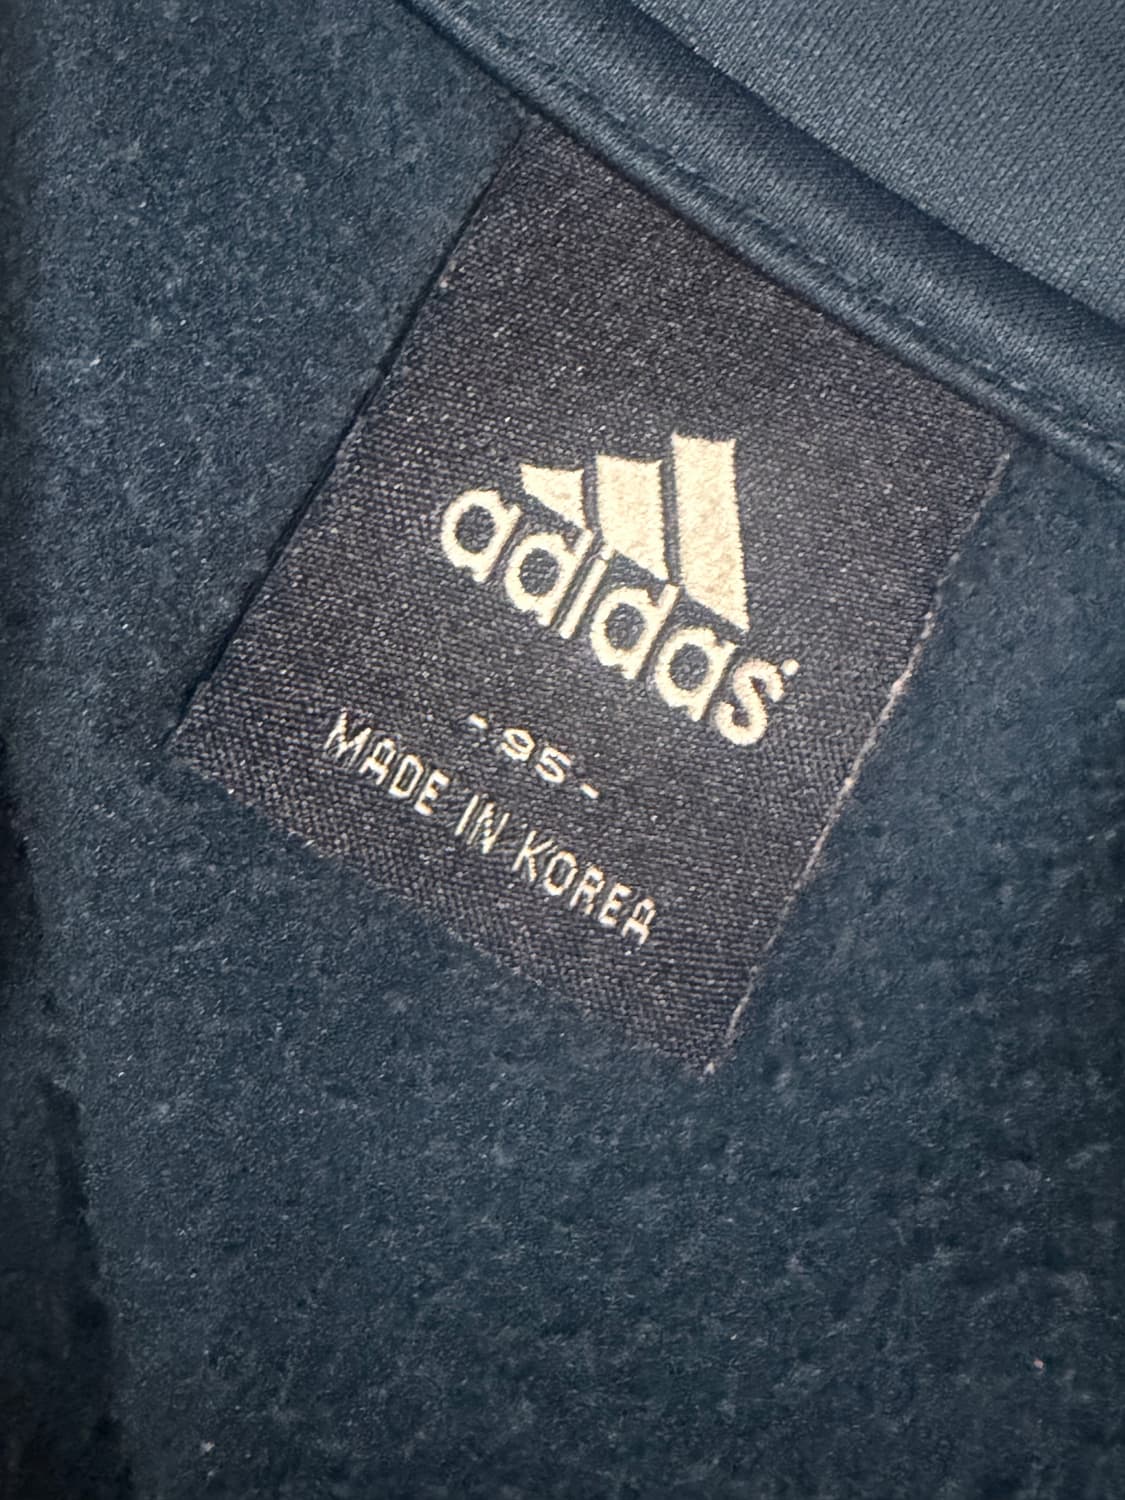 adidas
-95-
MADE IN KOREA